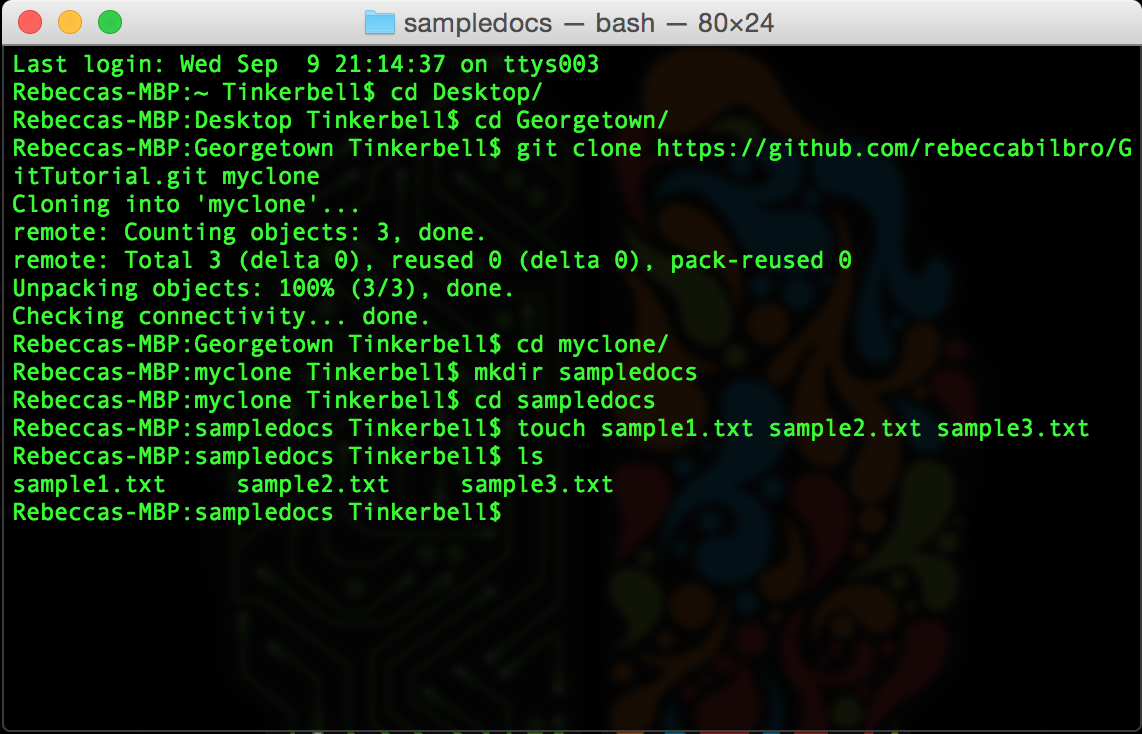 sampledocs — bash — 80×24
Last login: Wed Sep  9 21:14:37 on ttys003
Rebeccas-MBP:~ Tinkerbell$ cd Desktop/
Rebeccas-MBP:Desktop Tinkerbell$ cd Georgetown/
Rebeccas-MBP:Georgetown Tinkerbell$ git clone https://github.com/rebeccabilbro/G
itTutorial.git myclone
Cloning into 'myclone'...
remote: Counting objects: 3, done.
remote: Total 3 (delta 0), reused 0 (delta 0), pack-reused 0
Unpacking objects: 100% (3/3), done.
Checking connectivity... done.
Rebeccas-MBP:Georgetown Tinkerbell$ cd myclone/
Rebeccas-MBP:myclone Tinkerbell$ mkdir sampledocs
Rebeccas-MBP:myclone Tinkerbell$ cd sampledocs
Rebeccas-MBP:sampledocs Tinkerbell$ touch sample1.txt sample2.txt sample3.txt
Rebeccas-MBP:sampledocs Tinkerbell$ ls
sample1.txt     sample2.txt     sample3.txt
Rebeccas-MBP:sampledocs Tinkerbell$